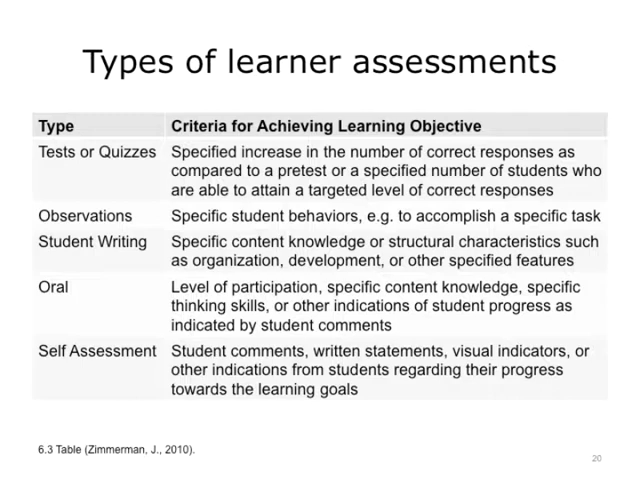 Types of learner assessments
Type Criteria for Achieving Learning Objective
Tests or Quizzes Specified increase in the number of correct responses as
compared to a pretest or a specified number of students who
are able to attain a targeted level of correct responses
Observations Specific student behaviors, e.g. to accomplish a specific task
Student Writing Specific content knowledge or structural characteristics such
as organization, development, or other specified features
Oral Level of participation, specific content knowledge, specific
thinking skills, or other indications of student progress as
indicated by student comments
Self Assessment Student comments, written statements, visual indicators, or
other indications from students regarding their progress
towards the learning goals
6.3 Table (Zimmerman, J., 2010).
20